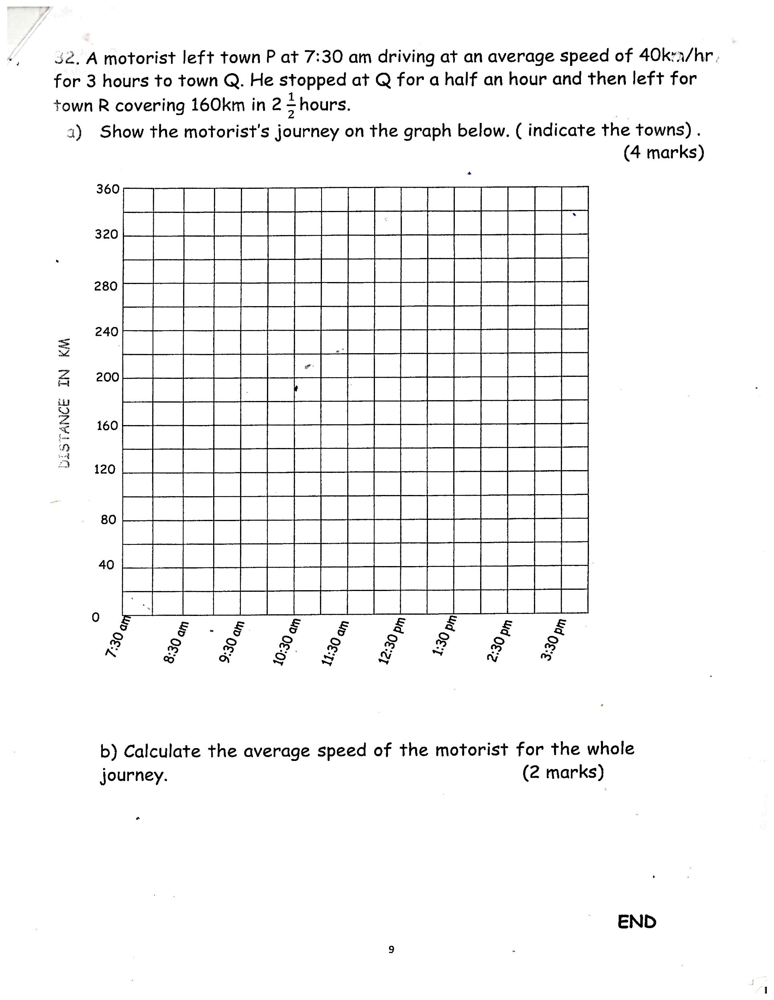 32. A motorist left town P at 7:30 am driving at an average speed of 40km/hr
for 3 hours to town Q. He stopped at Q for a half an hour and then left for
town R covering 160km in 2 1/2 hours.
a) Show the motorist's journey on the graph below. ( indicate the towns) .
(4 marks)
360
320
280
240
200
160
120
80
40
0
DISTANCE IN KM
7:30 am
8:30 am
9:30 am
10:30 am
11:30 am
12:30 pm
1:30 pm
2:30 pm
3:30 pm
b) Calculate the average speed of the motorist for the whole
journey. (2 marks)
END
9